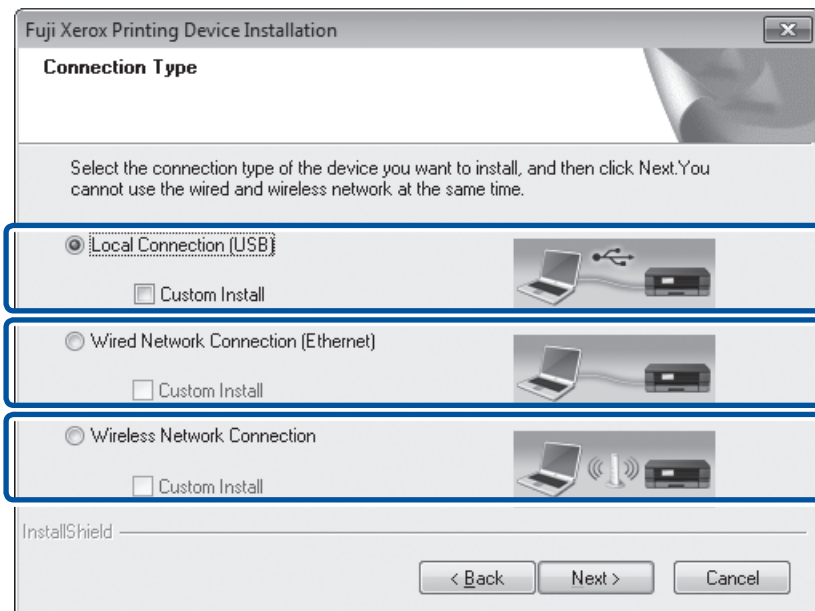 Fuji Xerox Printing Device Installation
Connection Type
Select the connection type of the device you want to install, and then click Next.You
cannot use the wired and wireless network at the same time.
Local Connection (USB)
Custom Install
Wired Network Connection (Ethernet)
Custom Install
Wireless Network Connection
Custom Install
InstallShield
< Back Next > Cancel